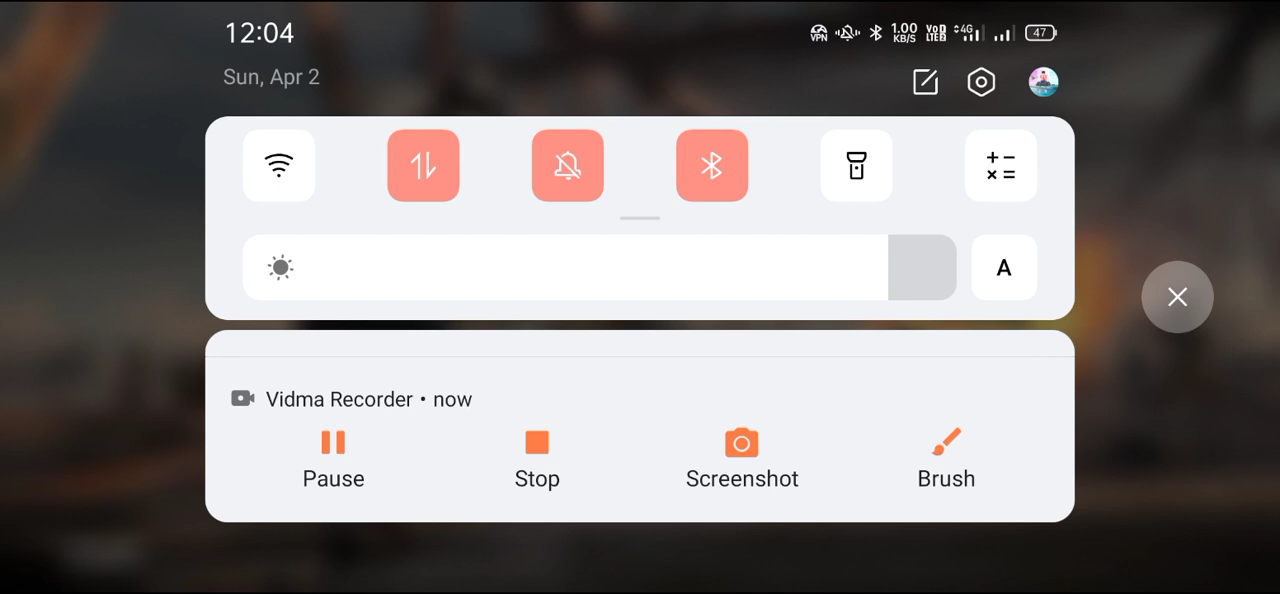 12:04
VPN 1.00 KB/S VoD LTE2 4G 47
Sun, Apr 2
A
Vidma Recorder • now
Pause Stop Screenshot Brush